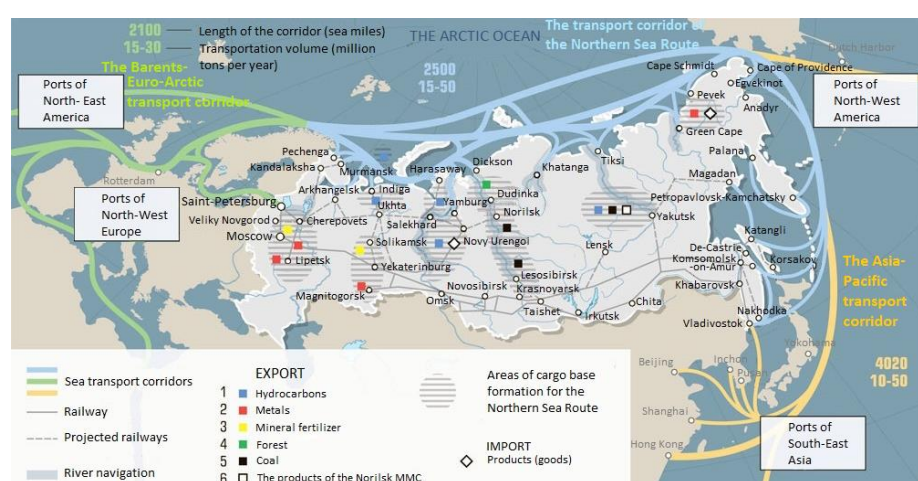 2100
Length of the corridor (sea miles)
15-30
Transportation volume (million
tons per year)
THE ARCTIC OCEAN
The transport corridor of
the Northern Sea Route
Dutch Harbor
The Barents-
Euro-Arctic
transport corridor
2500
15-50
Cape Schmidt
Cape of Providence
Egvekinot
Pevek
Anadyr
Ports of
North- East
America
Ports of
North-West
America
Green Cape
Pechenga
Kandalaksha
Murmansk
Harasaway
Dickson
Khatanga
Tiksi
Palana
Rotterdam
Magadan
Arkhangelsk
Indiga
Dudinka
Saint-Petersburg
Ukhta
Yamburg
Petropavlovsk-Kamchatsky
Ports of
North-West
Europe
Veliky Novgorod
Cherepovets
Salekhard
Norilsk
Yakutsk
Moscow
Solikamsk
Novy Urengoi
Lensk
Katangli
De-Castrie
Komsomolsk
-on-Amur
Korsakov
Lipetsk
Yekaterinburg
Lesosibirsk
Khabarovsk
The Asia-
Pacific
transport
corridor
Magnitogorsk
Omsk
Novosibirsk
Krasnoyarsk
Taishet
Irkutsk
Chita
Nakhodka
Vladivostok
Yokohama
Beijing
Inchon
Pusan
4020
10-50
Shanghai
Hong Kong
Ports of
South-East
Asia
Sea transport corridors
Railway
Projected railways
River navigation
EXPORT
1 Hydrocarbons
2 Metals
3 Mineral fertilizer
4 Forest
5 Coal
6 The products of the Norilsk MMC
Areas of cargo base
formation for the
Northern Sea Route
IMPORT
Products (goods)